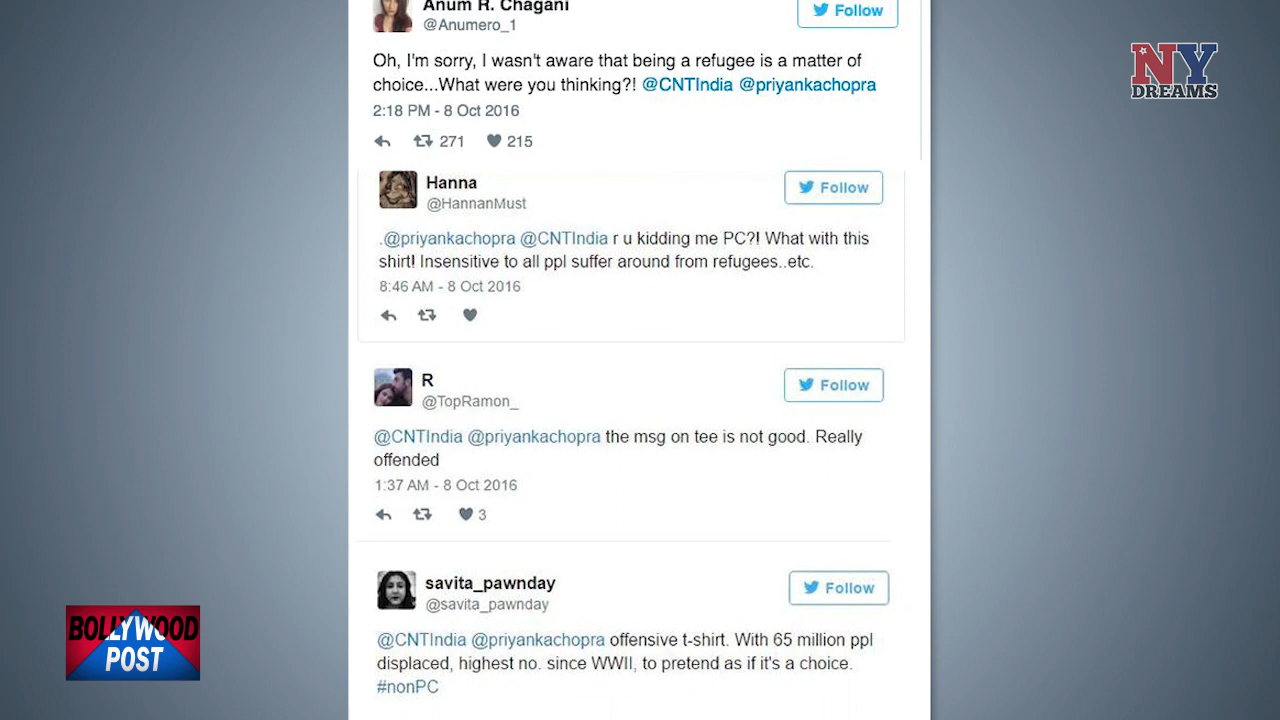 Anum R. Chagani
@Anumero_1
Follow
NY
DREAMS
Oh, I'm sorry, I wasn't aware that being a refugee is a matter of
choice...What were you thinking?! @CNTIndia @priyankachopra
2:18 PM - 8 Oct 2016
271 215
Hanna
@HannanMust
Follow
.@priyankachopra @CNTIndia r u kidding me PC?! What with this
shirt! Insensitive to all ppl suffer around from refugees..etc.
8:46 AM - 8 Oct 2016
R
@TopRamon_
Follow
@CNTIndia @priyankachopra the msg on tee is not good. Really
offended
1:37 AM - 8 Oct 2016
3
savita_pawnday
@savita_pawnday
Follow
@CNTIndia @priyankachopra offensive t-shirt. With 65 million ppl
displaced, highest no. since WWII, to pretend as if it's a choice.
#nonPC
BOLLYWOOD
POST